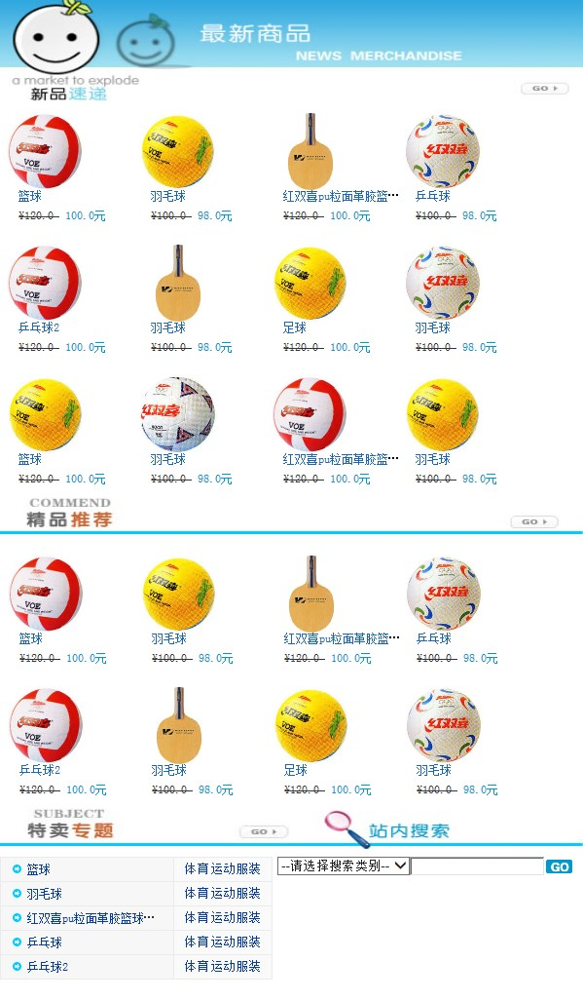 最新商品
NEWS MERCHANDISE
a market to explode
新品速递
GO
篮球 羽毛球 红双喜pu粒面革胶篮··· 乒乓球
¥120.0 100.0元 ¥100.0 98.0元 ¥120.0 100.0元 ¥100.0 98.0元
乒乓球2 羽毛球 足球 羽毛球
¥120.0 100.0元 ¥100.0 98.0元 ¥120.0 100.0元 ¥100.0 98.0元
篮球 羽毛球 红双喜pu粒面革胶篮··· 羽毛球
¥120.0 100.0元 ¥100.0 98.0元 ¥120.0 100.0元 ¥100.0 98.0元
COMMEND
精品推荐
GO
篮球 羽毛球 红双喜pu粒面革胶篮··· 乒乓球
¥120.0 100.0元 ¥100.0 98.0元 ¥120.0 100.0元 ¥100.0 98.0元
乒乓球2 羽毛球 足球 羽毛球
¥120.0 100.0元 ¥100.0 98.0元 ¥120.0 100.0元 ¥100.0 98.0元
SUBJECT
特卖专题
GO
站内搜索
篮球 体育运动服装
--请选择搜索类别-- GO
羽毛球 体育运动服装
红双喜pu粒面革胶篮球··· 体育运动服装
乒乓球 体育运动服装
乒乓球2 体育运动服装